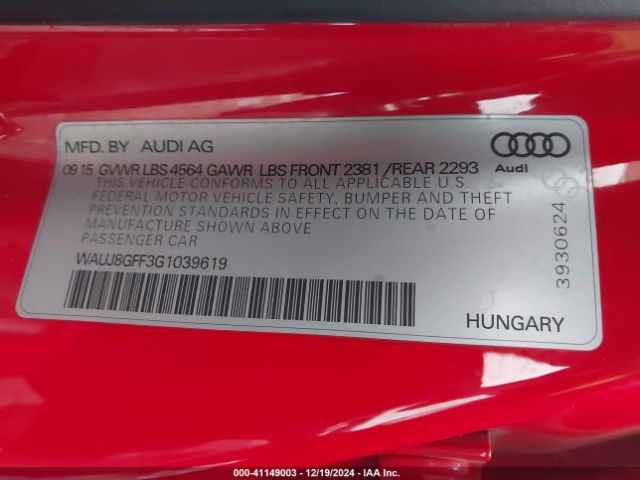 MFD. BY AUDI AG
09 15 GVWR LBS 4564 GAWR LBS FRONT 2381 /REAR 2293
THIS VEHICLE CONFORMS TO ALL APPLICABLE U.S.
FEDERAL MOTOR VEHICLE SAFETY, BUMPER AND THEFT
PREVENTION STANDARDS IN EFFECT ON THE DATE OF
MANUFACTURE SHOWN ABOVE
PASSENGER CAR
WAUJ8GFF3G1039619
Audi
3930624
HUNGARY
000-41149003 - 12/19/2024 - IAA Inc.